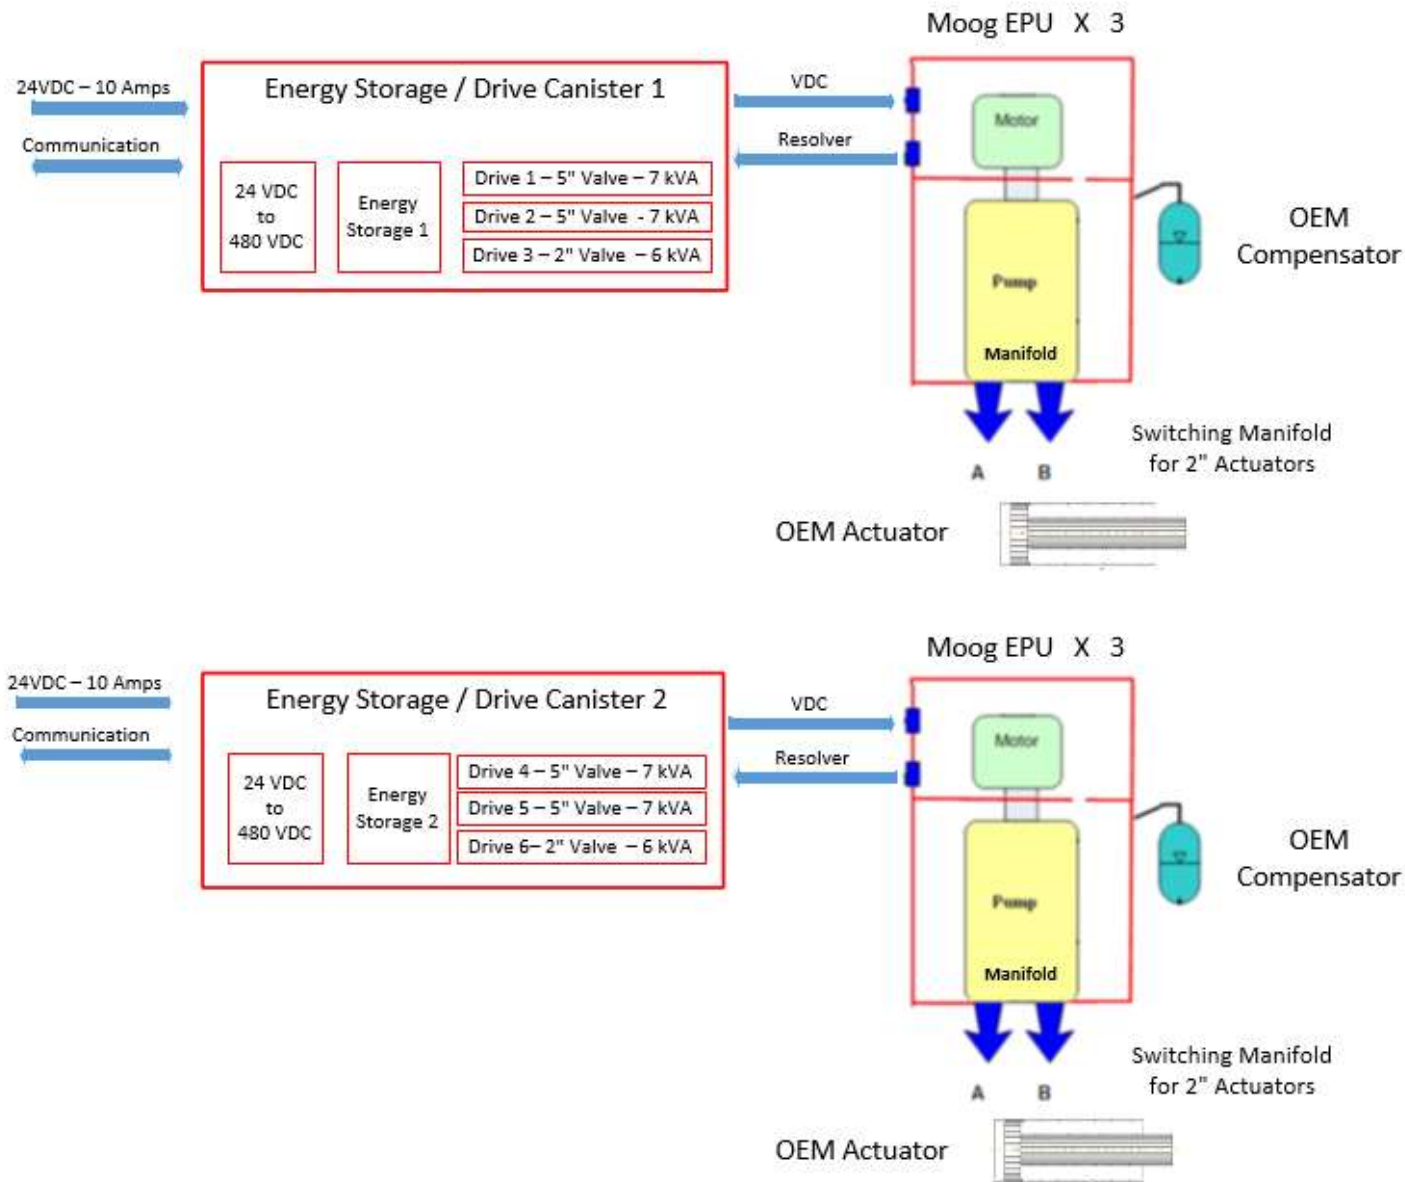 Moog EPU X 3
24VDC – 10 Amps
Communication
Energy Storage / Drive Canister 1
24 VDC
to
480 VDC
Energy
Storage 1
Drive 1 – 5" Valve – 7 kVA
Drive 2 – 5" Valve - 7 kVA
Drive 3 – 2" Valve – 6 kVA
VDC
Resolver
Motor
Pump
Manifold
OEM
Compensator
A B
Switching Manifold
for 2" Actuators
OEM Actuator
Moog EPU X 3
24VDC – 10 Amps
Communication
Energy Storage / Drive Canister 2
24 VDC
to
480 VDC
Energy
Storage 2
Drive 4 – 5" Valve – 7 kVA
Drive 5 – 5" Valve – 7 kVA
Drive 6– 2" Valve – 6 kVA
VDC
Resolver
Motor
Pump
Manifold
OEM
Compensator
Switching Manifold
for 2" Actuators
A B
OEM Actuator